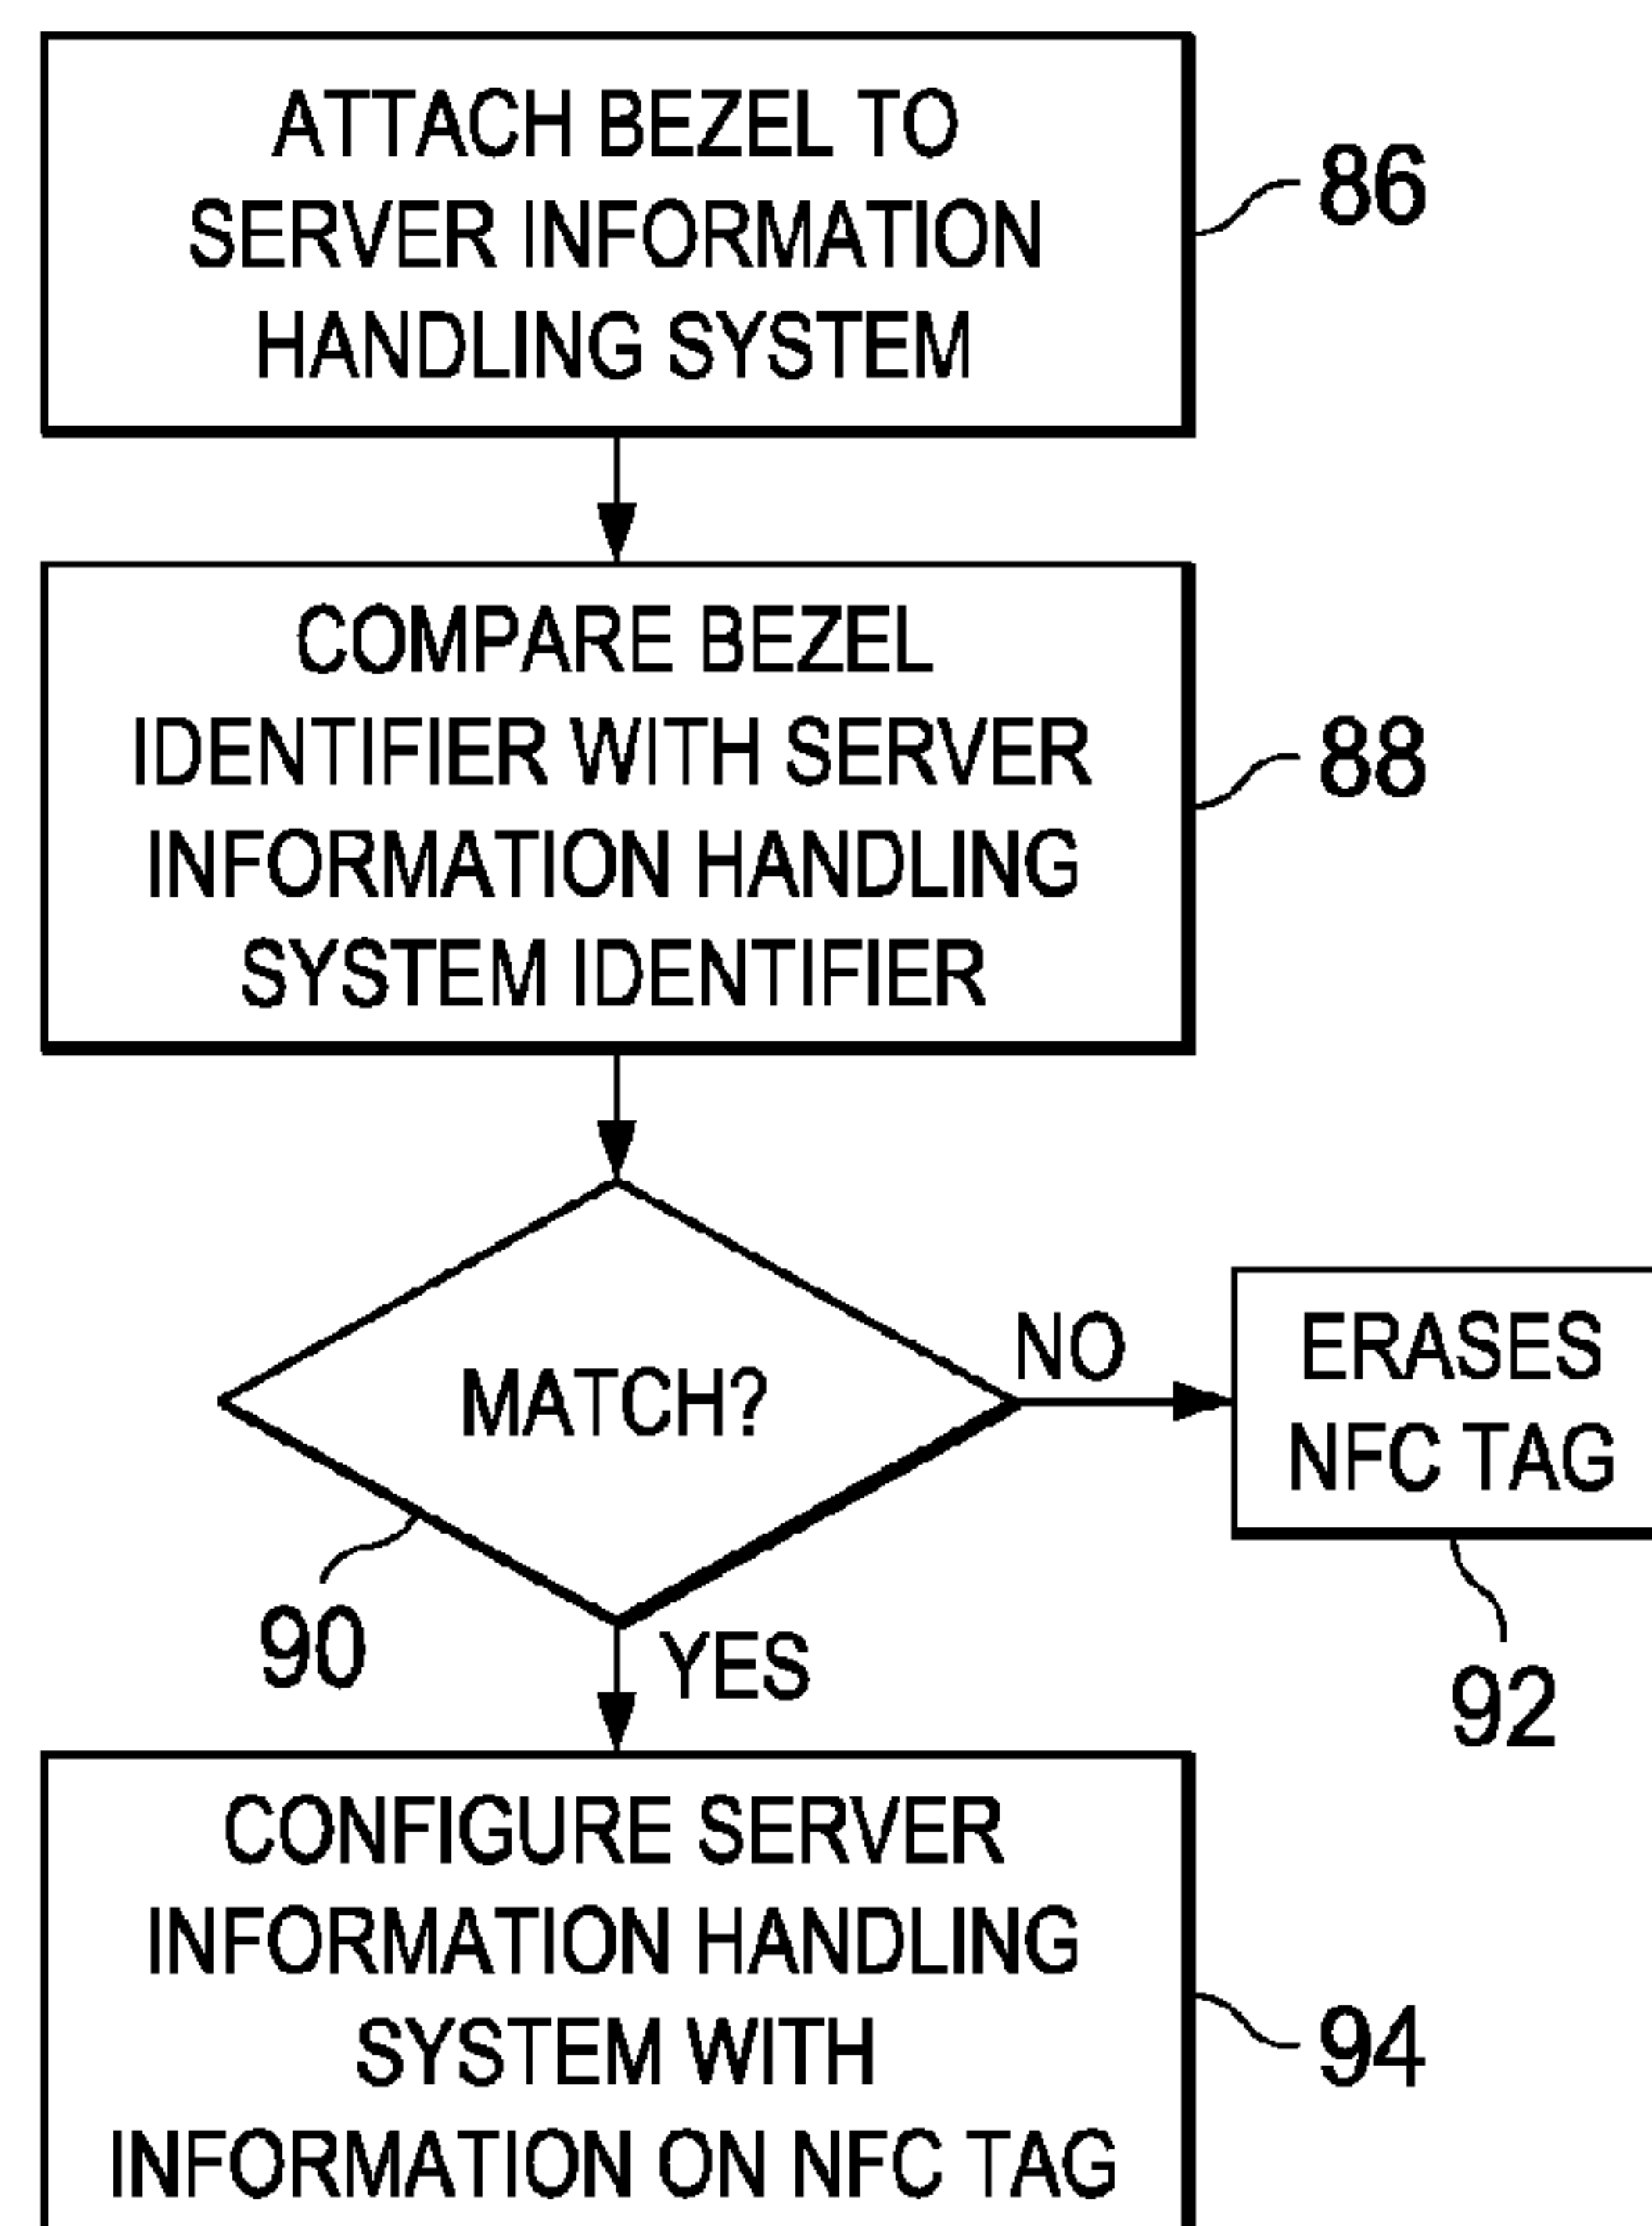 ATTACH BEZEL TO
SERVER INFORMATION
HANDLING SYSTEM
86
COMPARE BEZEL
IDENTIFIER WITH SERVER
INFORMATION HANDLING
SYSTEM IDENTIFIER
88
MATCH?
NO
ERASES
NFC TAG
90
YES
92
CONFIGURE SERVER
INFORMATION HANDLING
SYSTEM WITH
INFORMATION ON NFC TAG
94